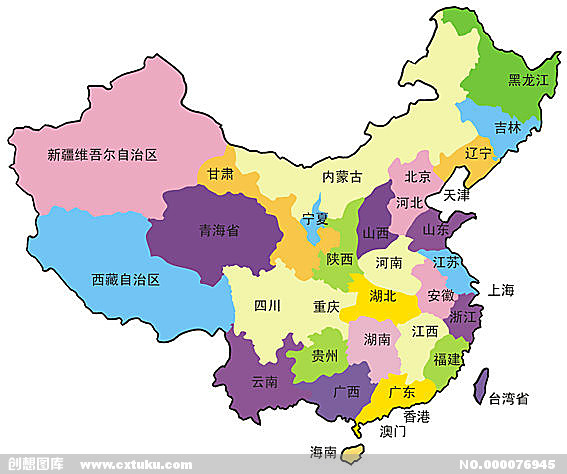 黑龙江
吉林
辽宁
新疆维吾尔自治区
甘肃
内蒙古
北京
天津
河北
宁夏
青海省
山西
山东
陕西
河南
江苏
西藏自治区
上海
四川
重庆
湖北
安徽
浙江
湖南
江西
贵州
福建
云南
广西
广东
台湾省
香港
澳门
海南
创想图库 www.cxtuku.com NO.000076945